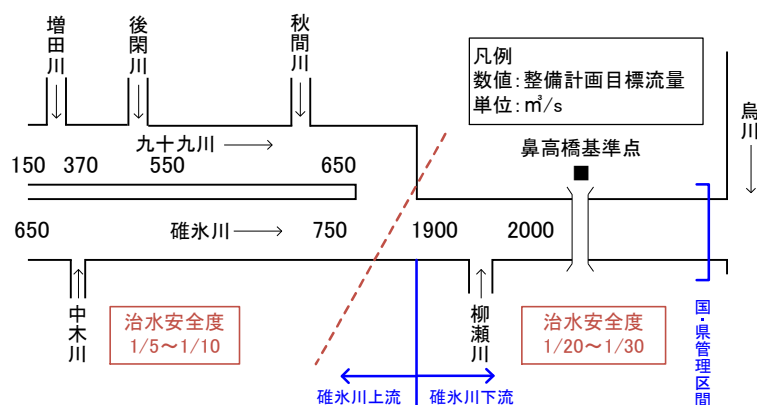 増田川
後閑川
秋間川
凡例
数値：整備計画目標流量
単位：㎥/s
烏川
九十九川
鼻高橋基準点
150 370 550 650
650 碓氷川 750 1900 2000
中木川
治水安全度
1/5～1/10
柳瀬川
治水安全度
1/20～1/30
国・県管理区間
碓氷川上流 碓氷川下流